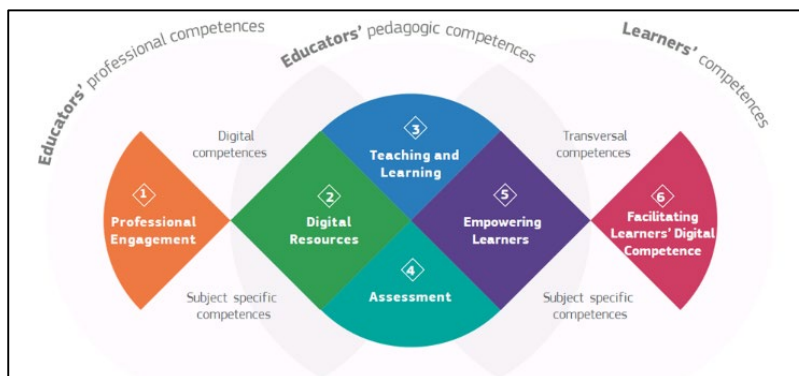 Educators' professional competences
Educators' pedagogic competences
Learners' competences
Digital
competences
Transversal
competences
1
Professional
Engagement
2
Digital
Resources
3
Teaching and
Learning
4
Assessment
5
Empowering
Learners
6
Facilitating
Learners' Digital
Competence
Subject specific
competences
Subject specific
competences